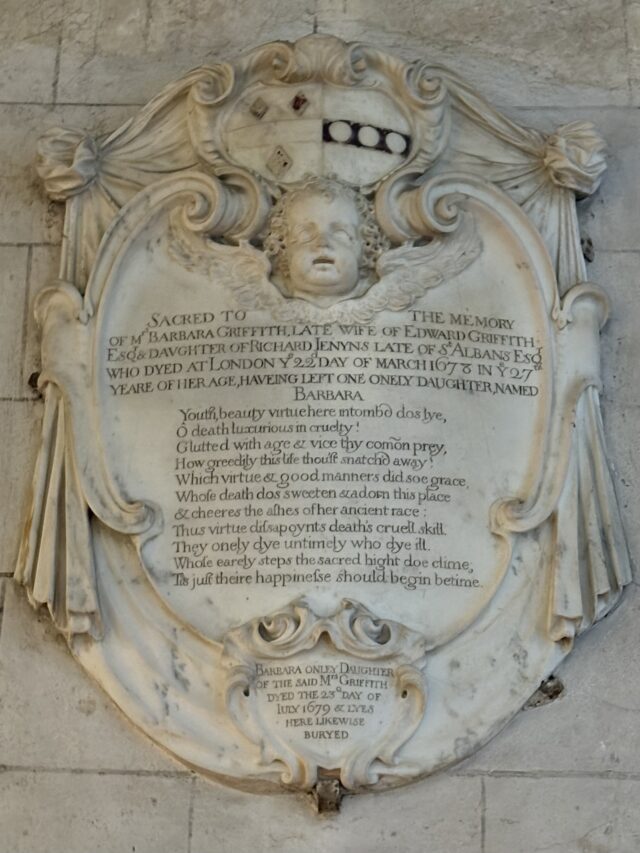 SACRED TO THE MEMORY
OF Mrs BARBARA GRIFFITH, LATE WIFE OF EDWARD GRIFFITH
Esqr & DAUGHTER OF RICHARD JENYNS LATE OF St ALBANS Esqr
WHO DYED AT LONDON Ye 22d DAY OF MARCH 1678 IN Ye 27th
YEARE OF HER AGE, HAVEING LEFT ONE ONELY DAUGHTER, NAMED
BARBARA
Youth, beauty virtue here intombd dos lye,
O death luxurious in cruelty!
Glutted with age & vice thy comõn prey,
How greedily this life thou'st snatch'd away!
Which virtue & good manners did soe grace,
Whose death dos sweeten & adorn this place
& cheeres the ashes of her ancient race:
Thus virtue disapoynts death's cruell skill.
They onely dye untimely who dye ill.
Whose earely steps the sacred hight doe clime,
Tis just theire happinesse should begin betime.
BARBARA ONLEY DAUGHTER
OF THE SAID Mrs GRIFFITH
DYED THE 23d DAY OF
IULY 1679 & LYES
HERE LIKEWISE
BURYED